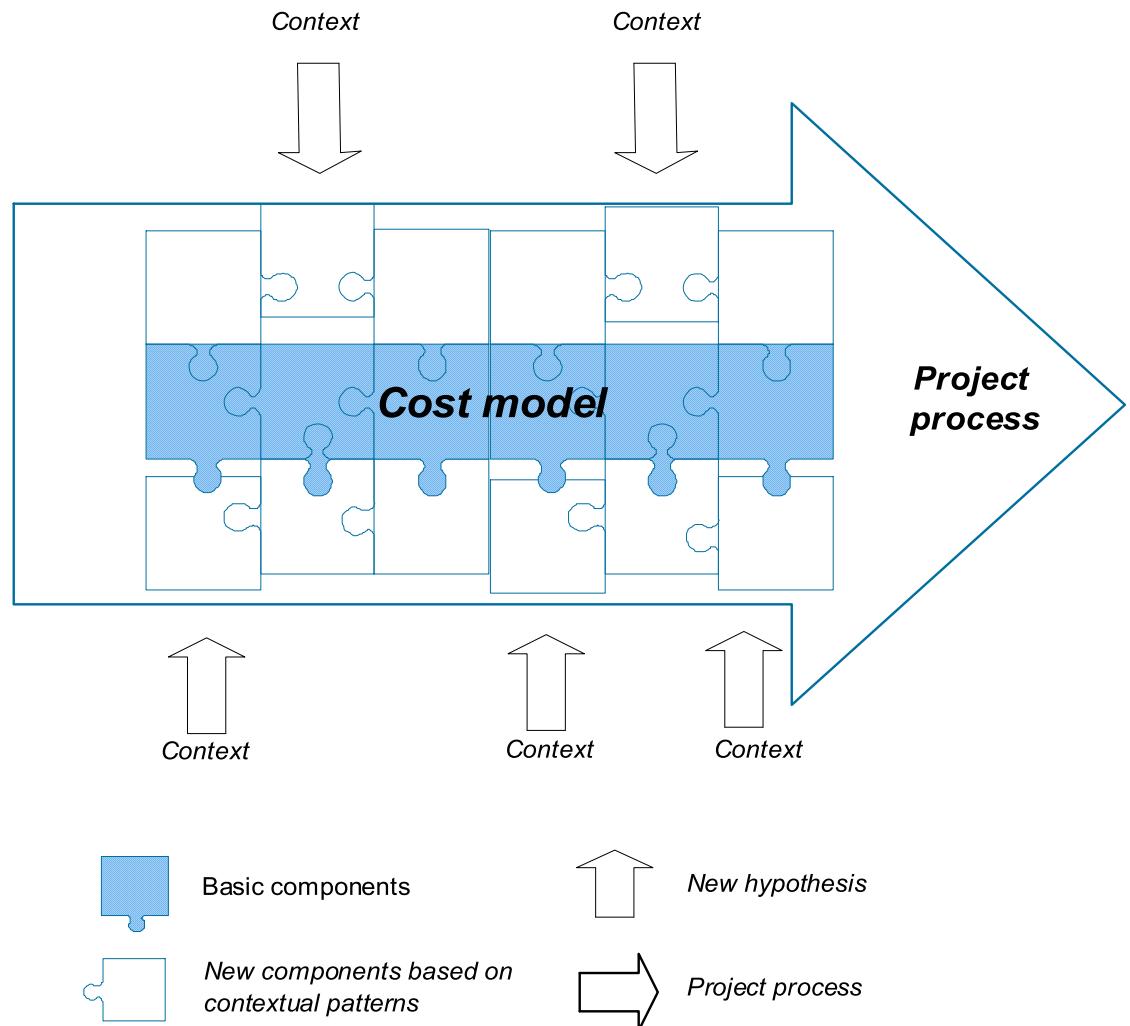 Context
Context
Cost model
Project
process
Context
Context
Context
Basic components
New hypothesis
New components based on
contextual patterns
Project process